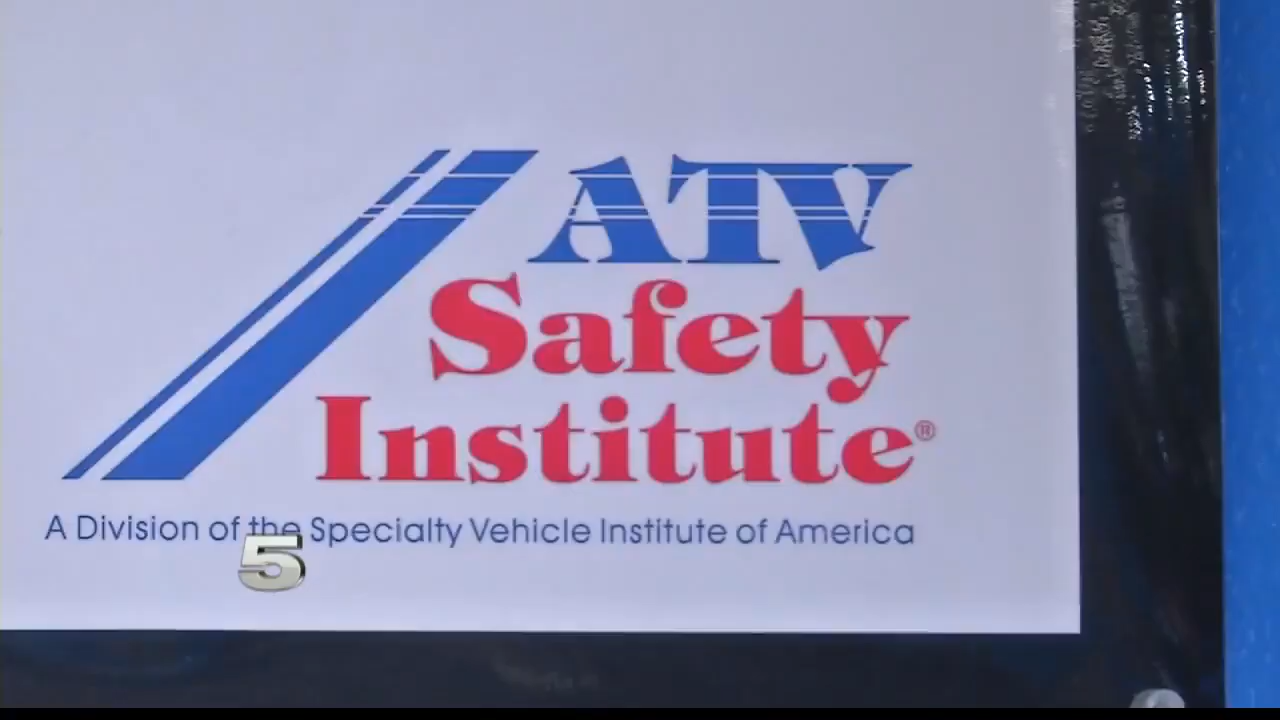 ATV
Safety
Institute®
A Division of the Specialty Vehicle Institute of America
5